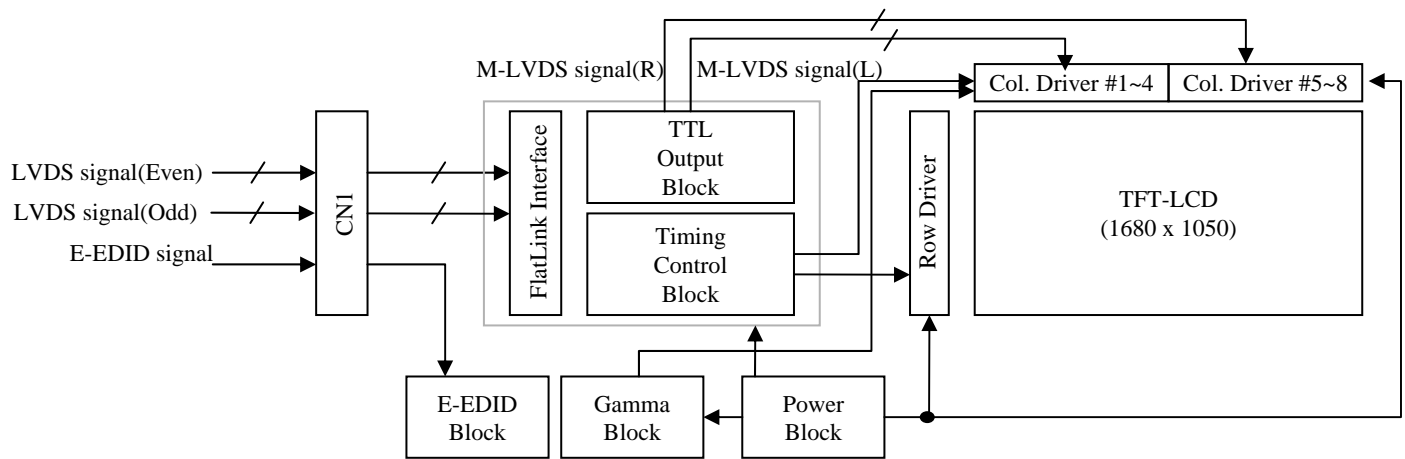 M-LVDS signal(R)
M-LVDS signal(L)
Col. Driver #1~4
Col. Driver #5~8
LVDS signal(Even)
LVDS signal(Odd)
E-EDID signal
CN1
FlatLink Interface
TTL
Output
Block
Timing
Control
Block
Row Driver
TFT-LCD
(1680 x 1050)
E-EDID
Block
Gamma
Block
Power
Block